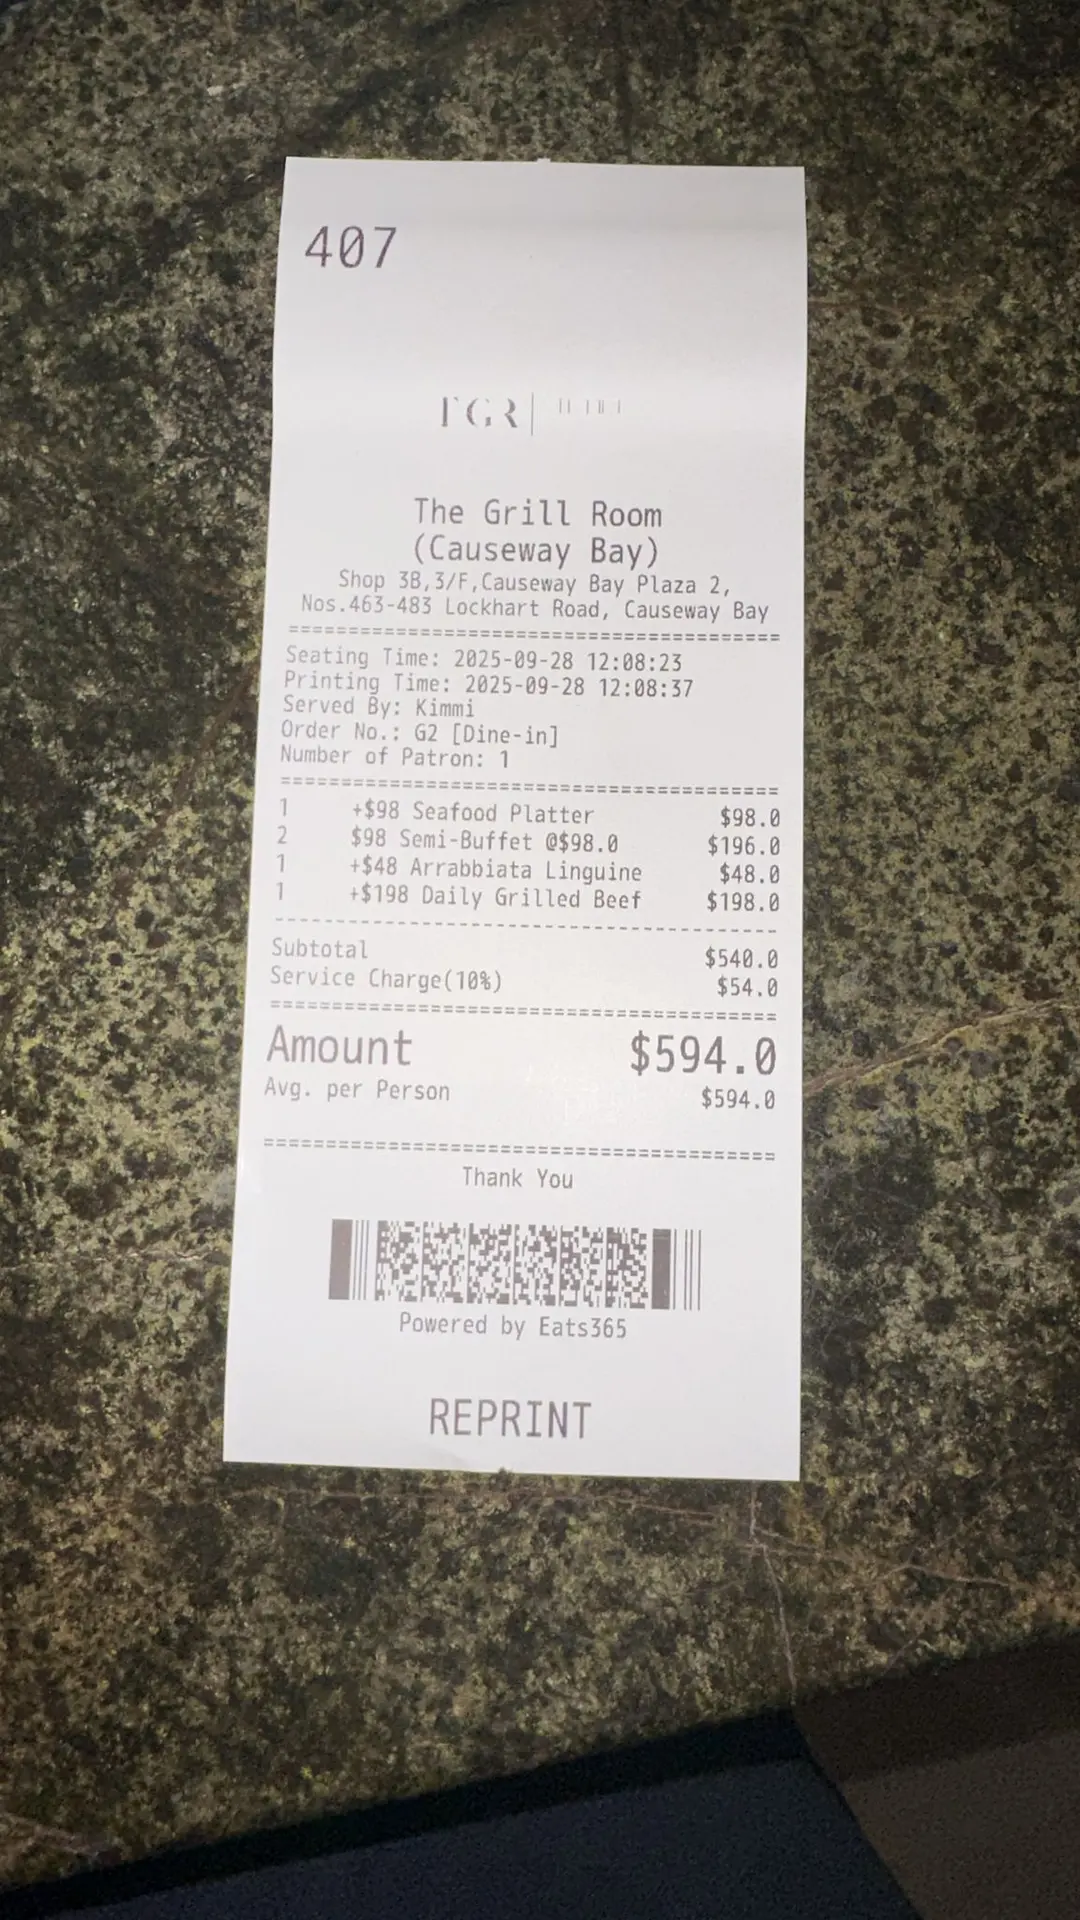 407
TGR
The Grill Room
(Causeway Bay)
Shop 3B,3/F,Causeway Bay Plaza 2,
Nos.463-483 Lockhart Road, Causeway Bay
=========================================
Seating Time: 2025-09-28 12:08:23
Printing Time: 2025-09-28 12:08:37
Served By: Kimmi
Order No.: G2 [Dine-in]
Number of Patron: 1
=========================================
1 +$98 Seafood Platter $98.0
2 $98 Semi-Buffet @$98.0 $196.0
1 +$48 Arrabbiata Linguine $48.0
1 +$198 Daily Grilled Beef $198.0
-----------------------------------------
Subtotal $540.0
Service Charge(10%) $54.0
=========================================
Amount $594.0
Avg. per Person $594.0
=========================================
Thank You
Powered by Eats365
REPRINT